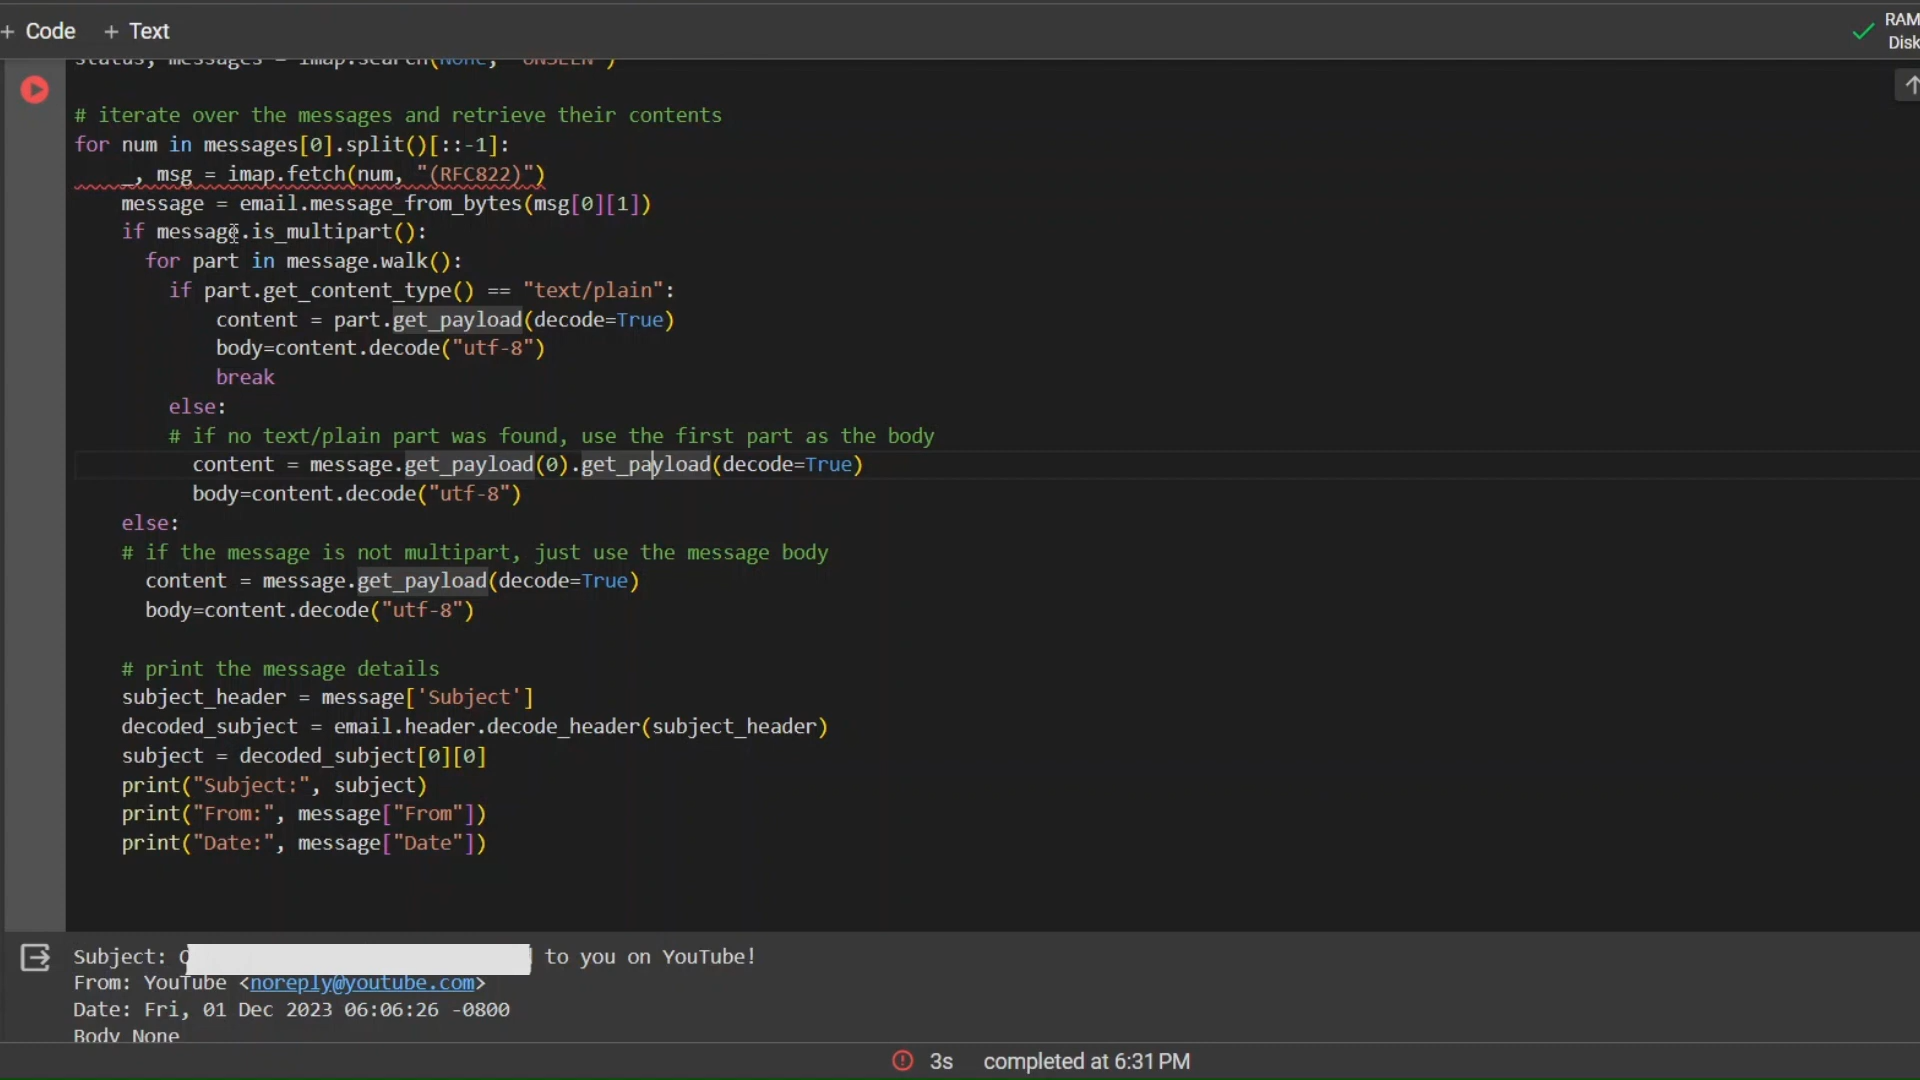 + Code + Text
RAM
Disk
status, messages = imap.search(None, "UNSEEN")
# iterate over the messages and retrieve their contents
for num in messages[0].split()[::-1]:
    _, msg = imap.fetch(num, "(RFC822)")
    message = email.message_from_bytes(msg[0][1])
    if message.is_multipart():
      for part in message.walk():
        if part.get_content_type() == "text/plain":
            content = part.get_payload(decode=True)
            body=content.decode("utf-8")
            break
        else:
        # if no text/plain part was found, use the first part as the body
          content = message.get_payload(0).get_payload(decode=True)
          body=content.decode("utf-8")
    else:
    # if the message is not multipart, just use the message body
      content = message.get_payload(decode=True)
      body=content.decode("utf-8")
    # print the message details
    subject_header = message['Subject']
    decoded_subject = email.header.decode_header(subject_header)
    subject = decoded_subject[0][0]
    print("Subject:", subject)
    print("From:", message["From"])
    print("Date:", message["Date"])
Subject: to you on YouTube!
From: YouTube <noreply@youtube.com>
Date: Fri, 01 Dec 2023 06:06:26 -0800
Body None
3s completed at 6:31 PM